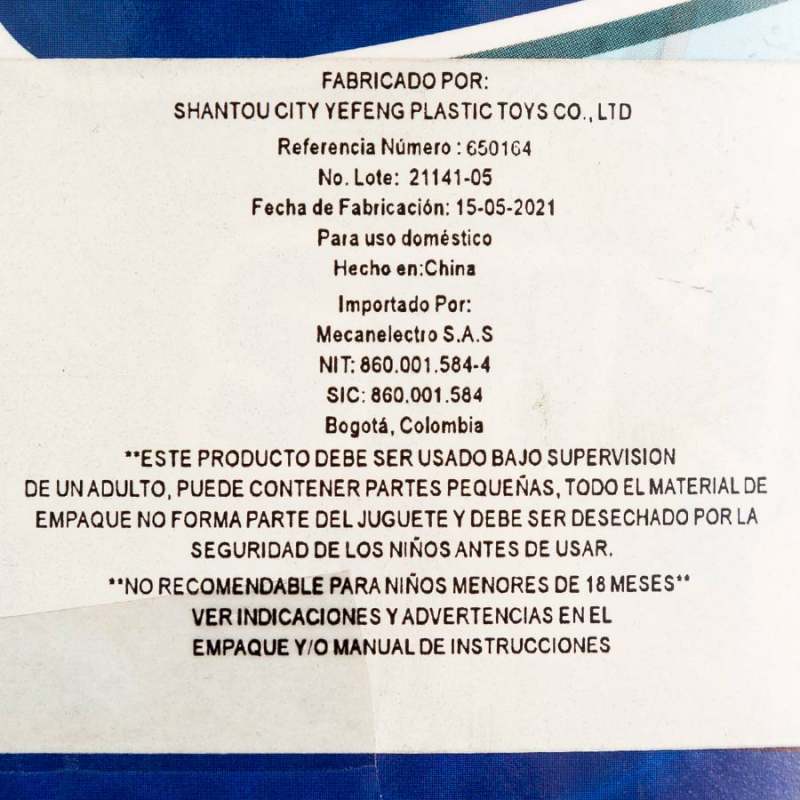 FABRICADO POR:
SHANTOU CITY YEFENG PLASTIC TOYS CO., LTD
Referencia Número : 650164
No. Lote: 21141-05
Fecha de Fabricación: 15-05-2021
Para uso doméstico
Hecho en:China
Importado Por:
Mecanelectro S.A.S
NIT: 860.001.584-4
SIC: 860.001.584
Bogotá, Colombia
**ESTE PRODUCTO DEBE SER USADO BAJO SUPERVISION
DE UN ADULTO, PUEDE CONTENER PARTES PEQUEÑAS, TODO EL MATERIAL DE
EMPAQUE NO FORMA PARTE DEL JUGUETE Y DEBE SER DESECHADO POR LA
SEGURIDAD DE LOS NIÑOS ANTES DE USAR.
**NO RECOMENDABLE PARA NIÑOS MENORES DE 18 MESES**
VER INDICACIONES Y ADVERTENCIAS EN EL
EMPAQUE Y/O MANUAL DE INSTRUCCIONES